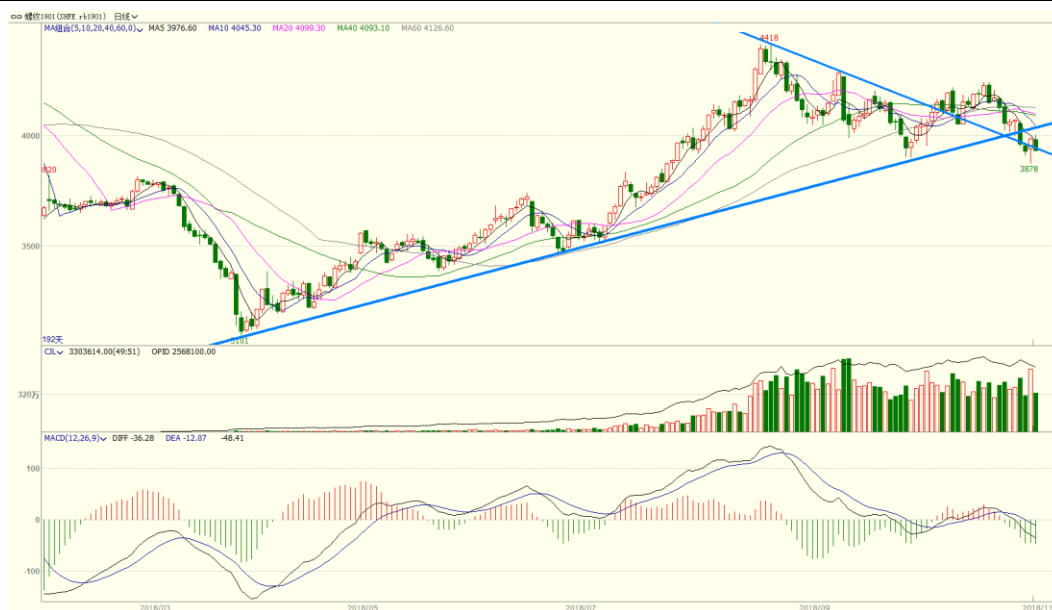 螺纹1901(SHFE rb1901) 日线
MA组合(5,10,20,40,60,0) MA5 3976.60 MA10 4045.30 MA20 4099.30 MA40 4093.10 MA60 4126.60
4418
4000
3878
3500
192天
3101
CJL 3303614.00(49:51) OPID 2568100.00
320万
MACD(12,26,9) DIFF -36.28 DEA -12.07 -48.41
100
0
-100
2018/03 2018/05 2018/07 2018/09 2018/11